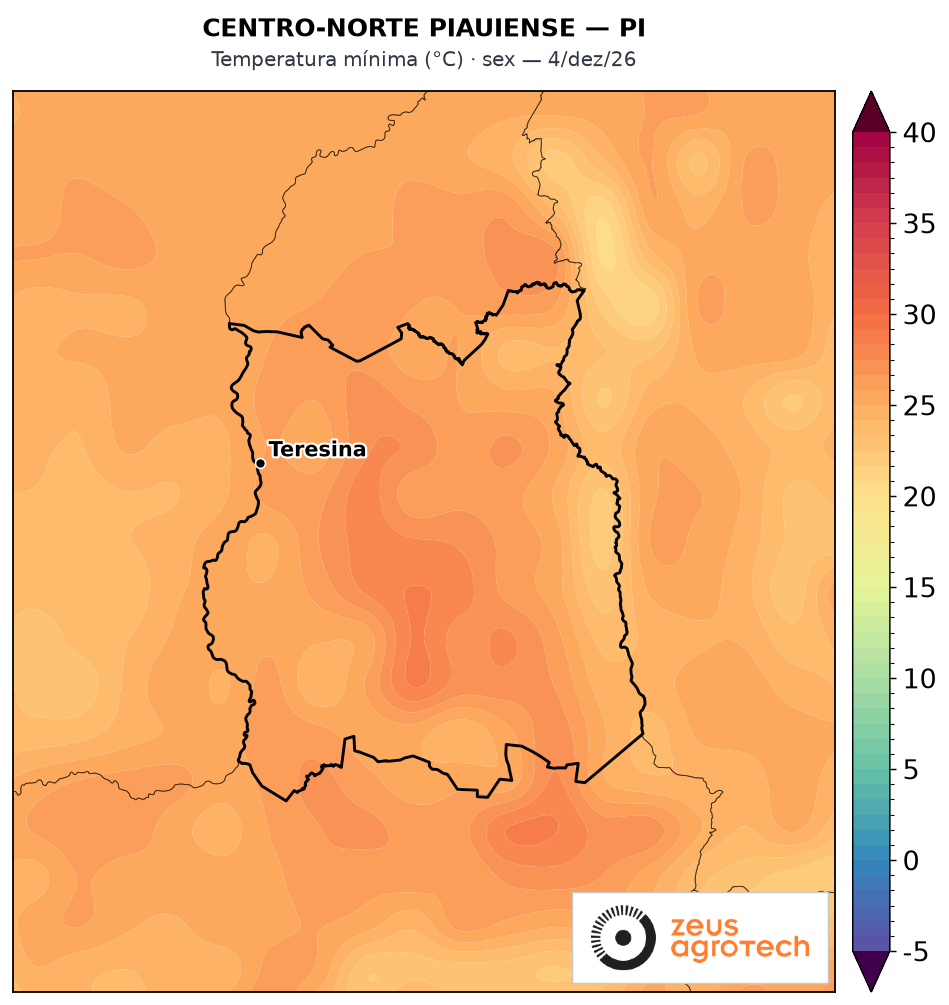 CENTRO-NORTE PIAUIENSE — PI
Temperatura mínima (°C) · sex — 4/dez/26
40
35
30
25
20
15
10
5
0
-5
Teresina
zeus
agrotech